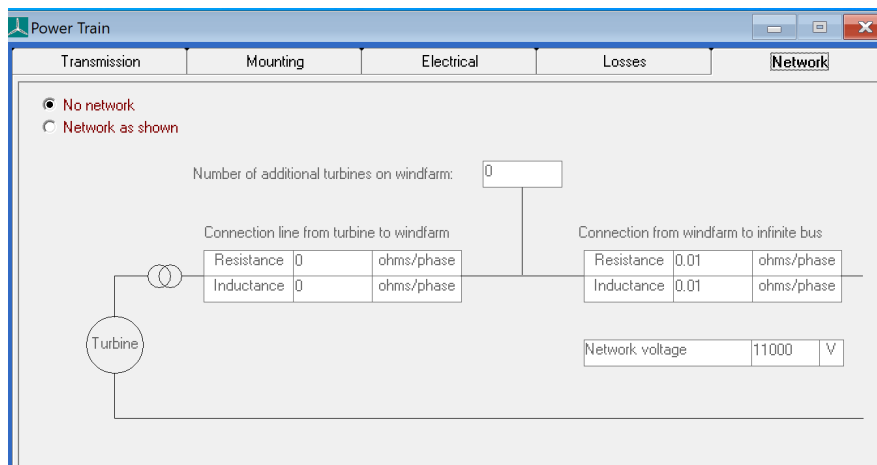 Power Train
Transmission Mounting Electrical Losses Network
No network
Network as shown
Number of additional turbines on windfarm: 0
Connection line from turbine to windfarm Connection from windfarm to infinite bus
Resistance 0 ohms/phase Resistance 0.01 ohms/phase
Inductance 0 ohms/phase Inductance 0.01 ohms/phase
Turbine Network voltage 11000 V